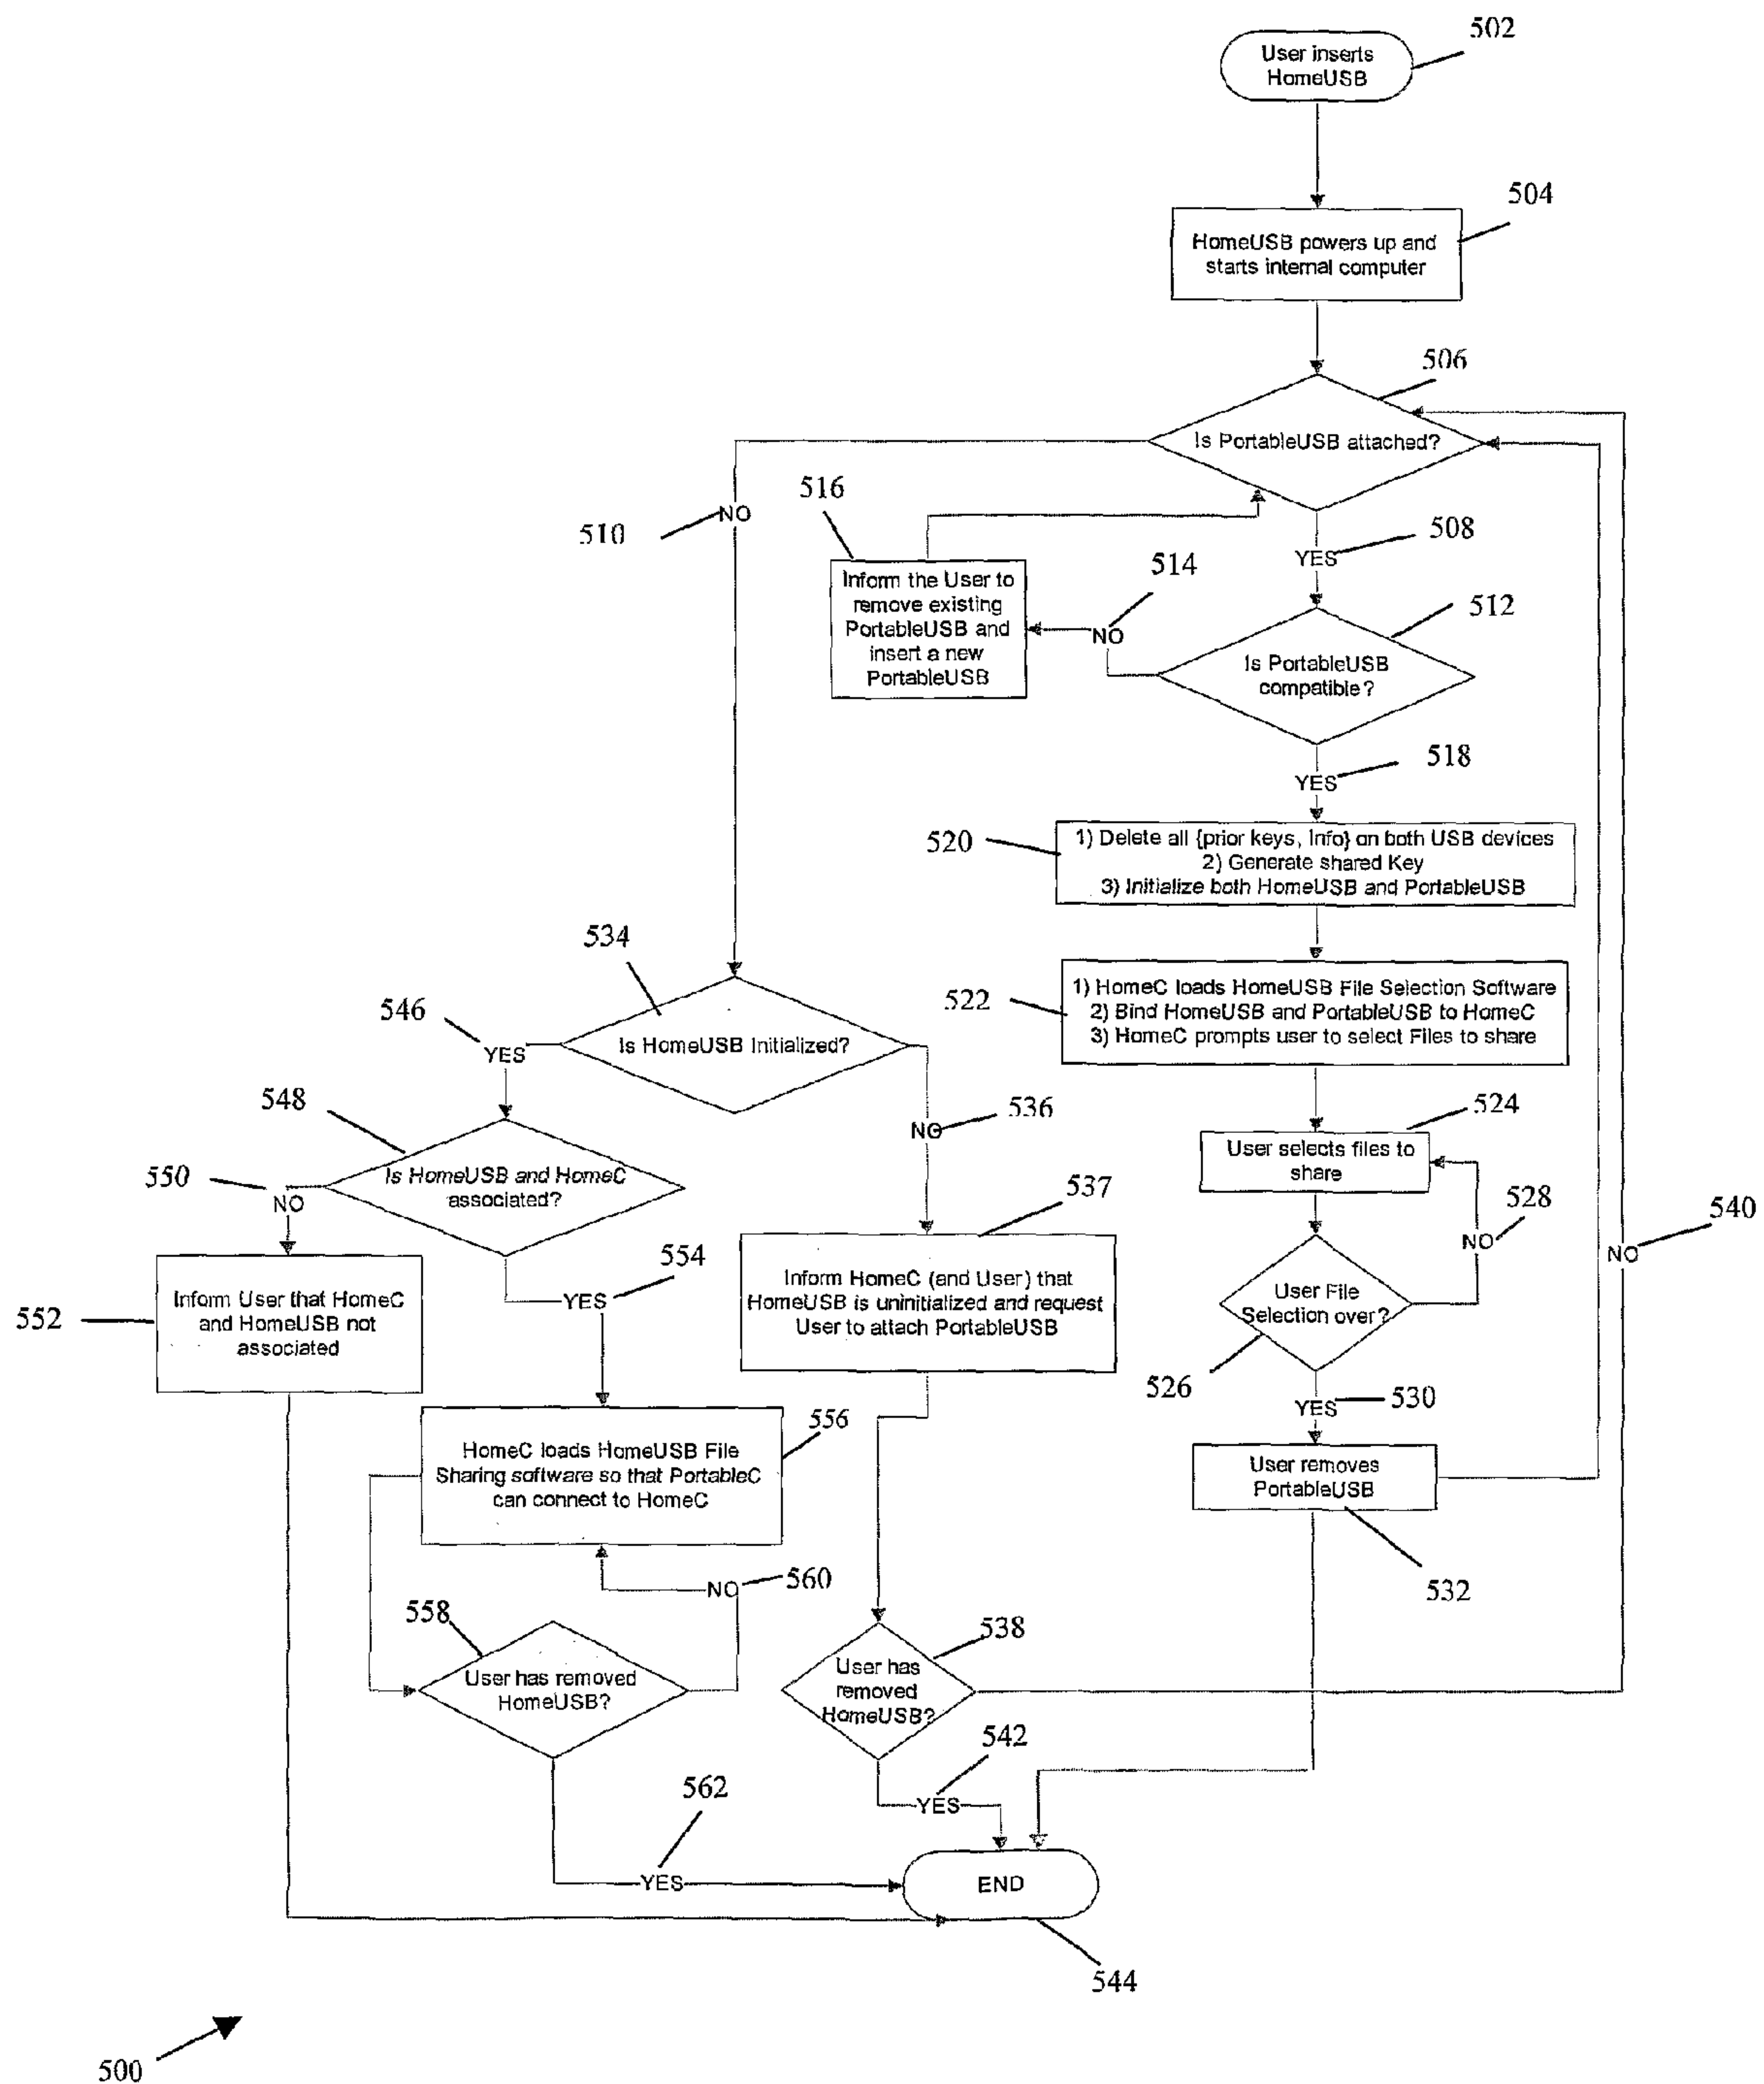 502
User inserts
HomeUSB
504
HomeUSB powers up and
starts internal computer
506
Is PortableUSB attached?
516
510
NO
508
YES
514
NO
Inform the User to
remove existing
PortableUSB and
insert a new
PortableUSB
512
Is PortableUSB
compatible?
518
YES
520
1) Delete all {prior keys, Info} on both USB devices
2) Generate shared Key
3) Initialize both HomeUSB and PortableUSB
534
522
1) HomeC loads HomeUSB File Selection Software
2) Bind HomeUSB and PortableUSB to HomeC
3) HomeC prompts user to select Files to share
546
YES
Is HomeUSB Initialized?
548
536
NO
524
User selects files to
share
550
NO
Is HomeUSB and HomeC
associated?
537
528
NO
540
NO
554
YES
552
Inform User that HomeC
and HomeUSB not
associated
Inform HomeC (and User) that
HomeUSB is uninitialized and request
User to attach PortableUSB
User File
Selection over?
526
530
YES
556
HomeC loads HomeUSB File
Sharing software so that PortableC
can connect to HomeC
User removes
PortableUSB
532
560
NO
558
User has removed
HomeUSB?
538
User has
removed
HomeUSB?
542
YES
562
YES
END
544
500